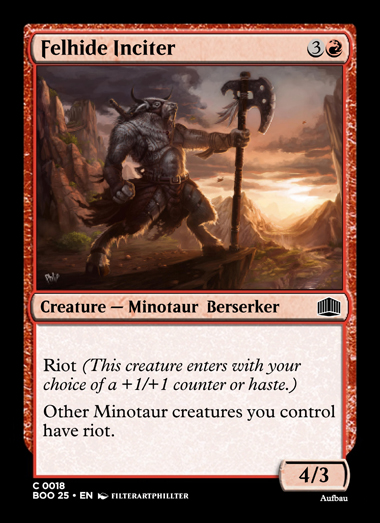 Felhide Inciter 3
Creature — Minotaur Berserker
Riot (This creature enters with your
choice of a +1/+1 counter or haste.)
Other Minotaur creatures you control
have riot.
4/3
C 0018
BOO 25 • EN FILTERARTPHILLTER
Aufbau